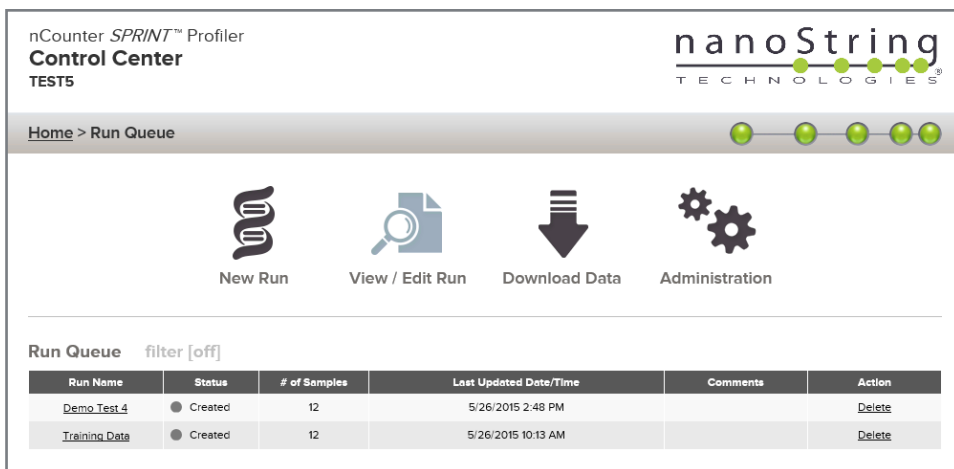 nCounter SPRINT™ Profiler
Control Center
TEST5
nanoString
TECHNOLOGIES®
Home > Run Queue
New Run View / Edit Run Download Data Administration
Run Queue filter [off]
Run Name Status # of Samples Last Updated Date/Time Comments Action
Demo Test 4 Created 12 5/26/2015 2:48 PM Delete
Training Data Created 12 5/26/2015 10:13 AM Delete